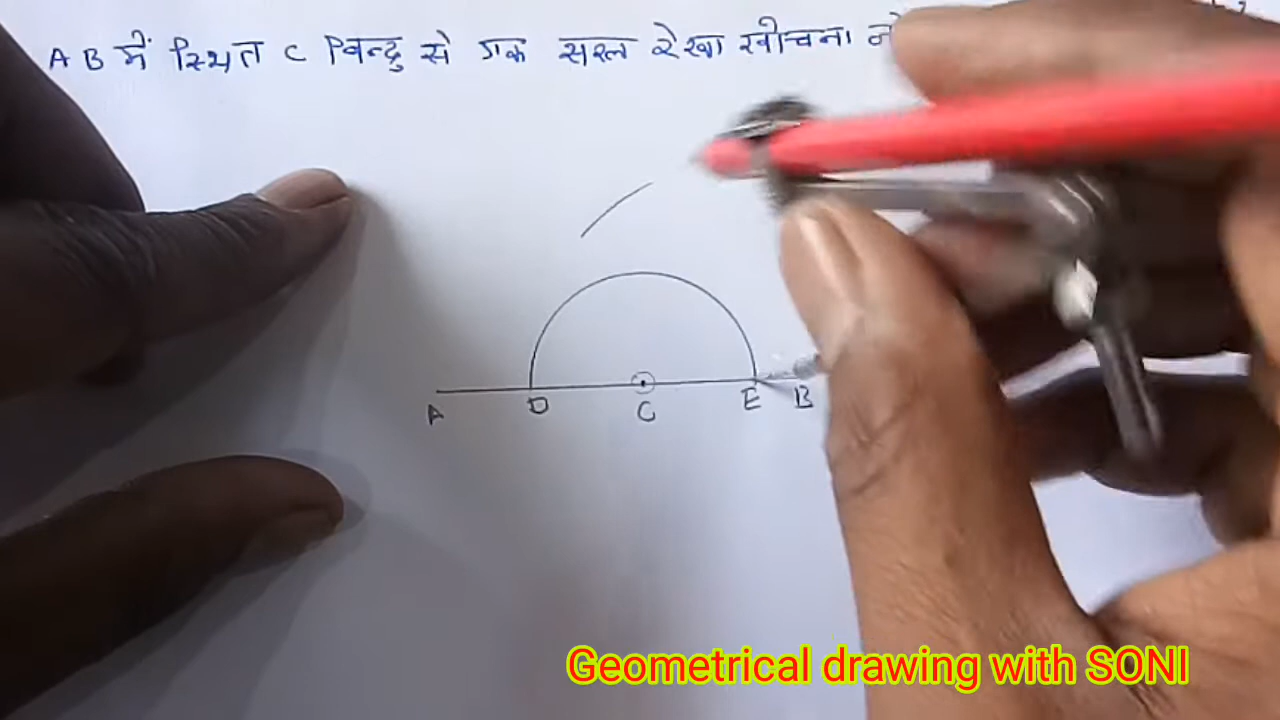 A B में स्थित C बिन्दु से एक सरल रेखा खीचना
A D C E B
Geometrical drawing with SONI